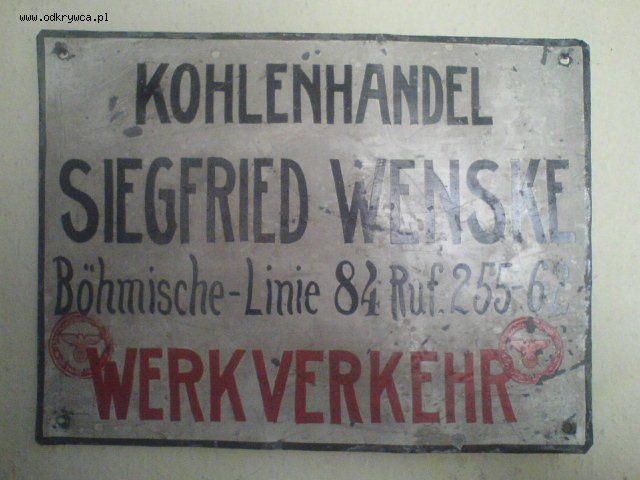 www.odkrywca.pl
KOHLENHANDEL
SIEGFRIED WENSKE
Böhmische-Linie 84 Ruf. 255-62
WERKVERKEHR